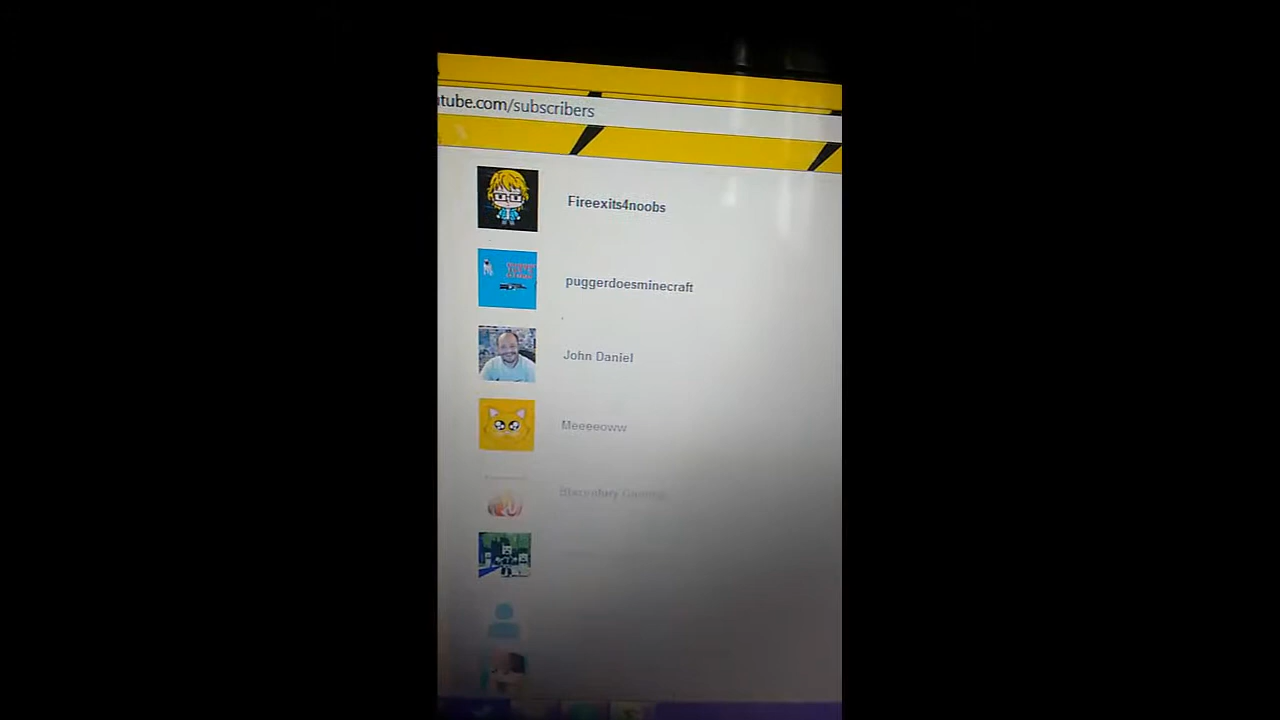 utube.com/subscribers
Fireexits4noobs
puggerdoesminecraft
John Daniel
Meeeeoww